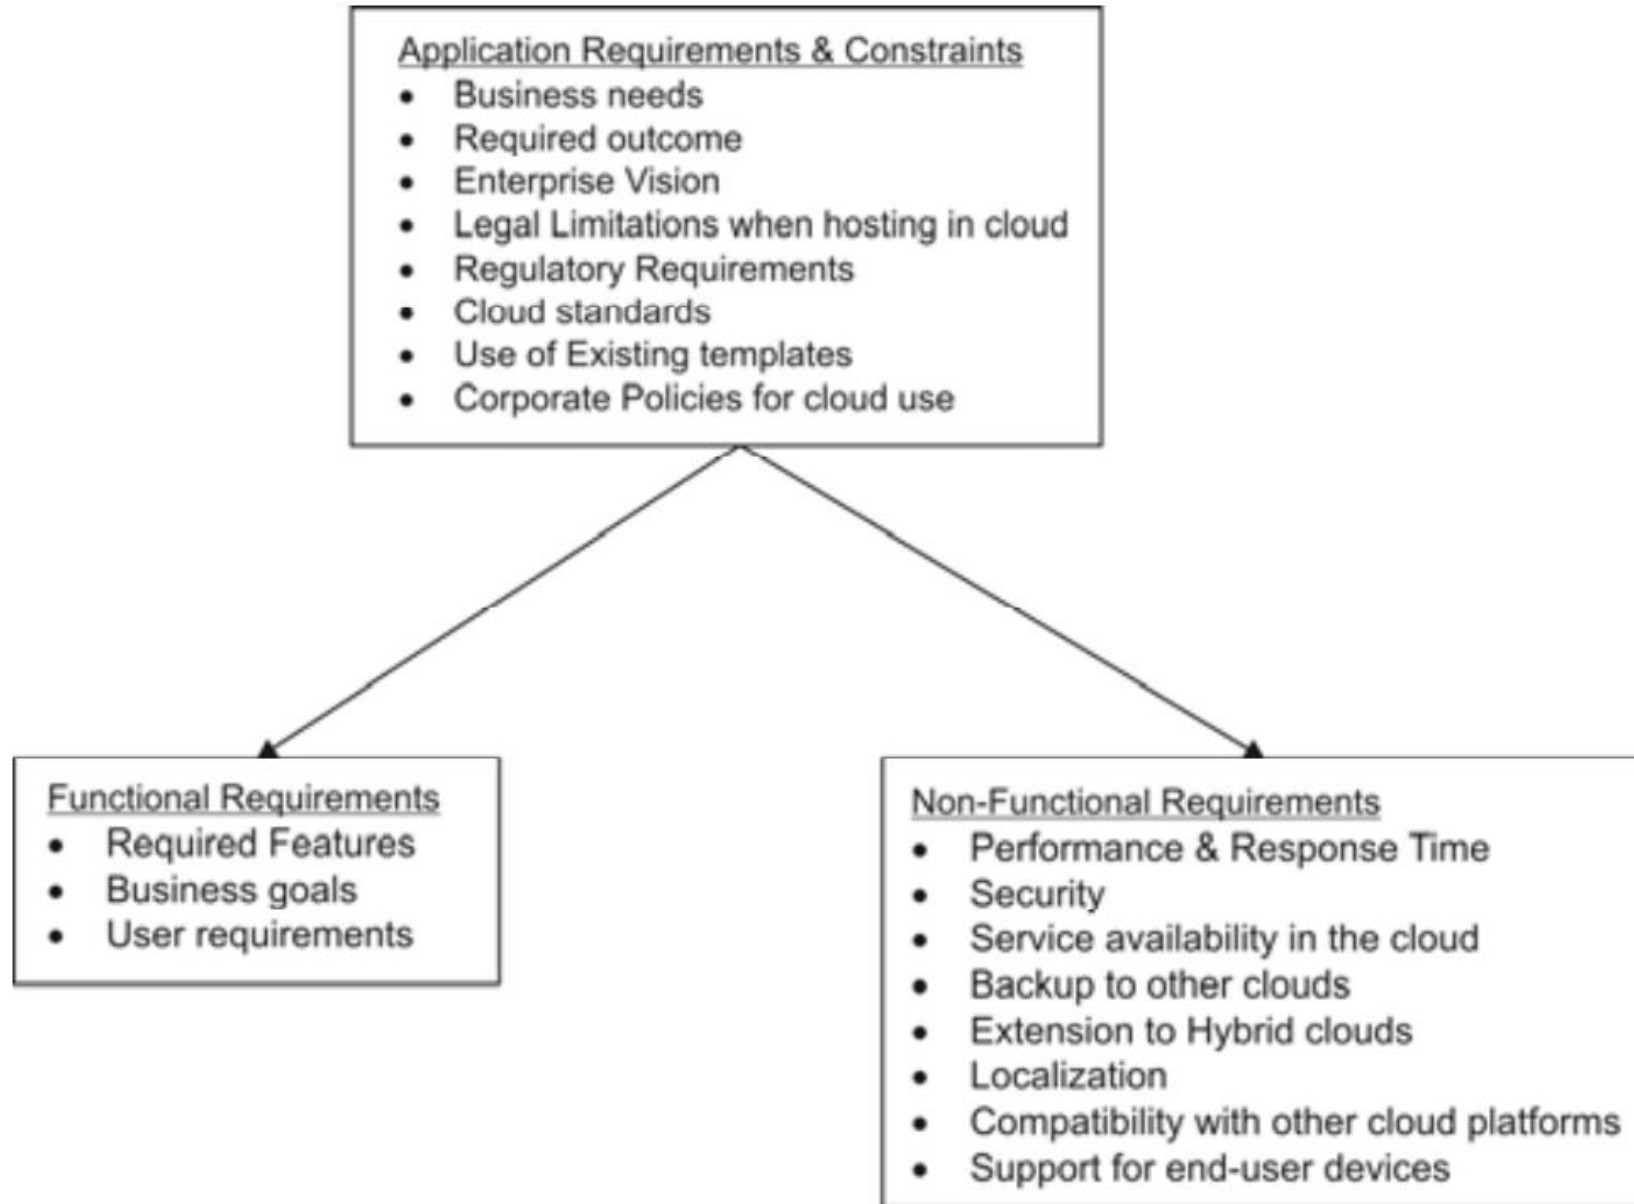 Application Requirements & Constraints
• Business needs
• Required outcome
• Enterprise Vision
• Legal Limitations when hosting in cloud
• Regulatory Requirements
• Cloud standards
• Use of Existing templates
• Corporate Policies for cloud use
Functional Requirements
• Required Features
• Business goals
• User requirements
Non-Functional Requirements
• Performance & Response Time
• Security
• Service availability in the cloud
• Backup to other clouds
• Extension to Hybrid clouds
• Localization
• Compatibility with other cloud platforms
• Support for end-user devices